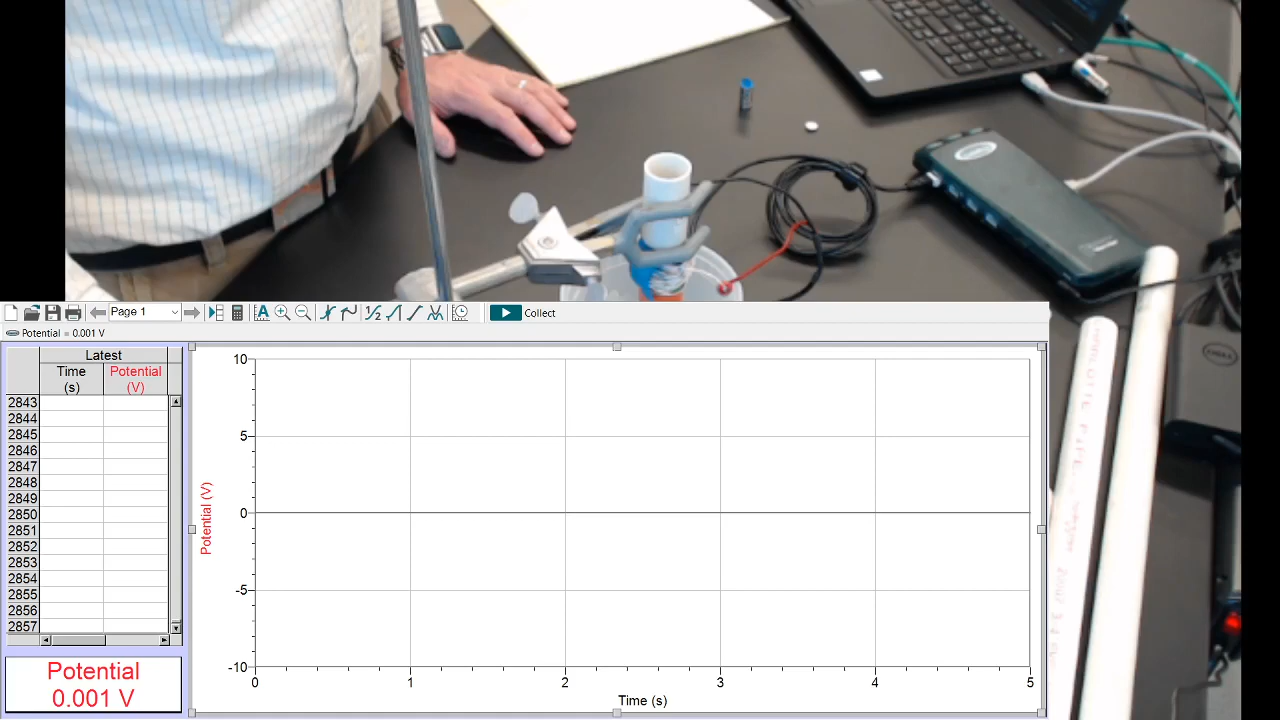 Page 1
Collect
Potential = 0.001 V
Latest
Time Potential
(s) (V)
2843
2844
2845
2846
2847
2848
2849
2850
2851
2852
2853
2854
2855
2856
2857
Potential
0.001 V
10
5
0
-5
-10
Potential (V)
0 1 2 3 4 5
Time (s)
DELL